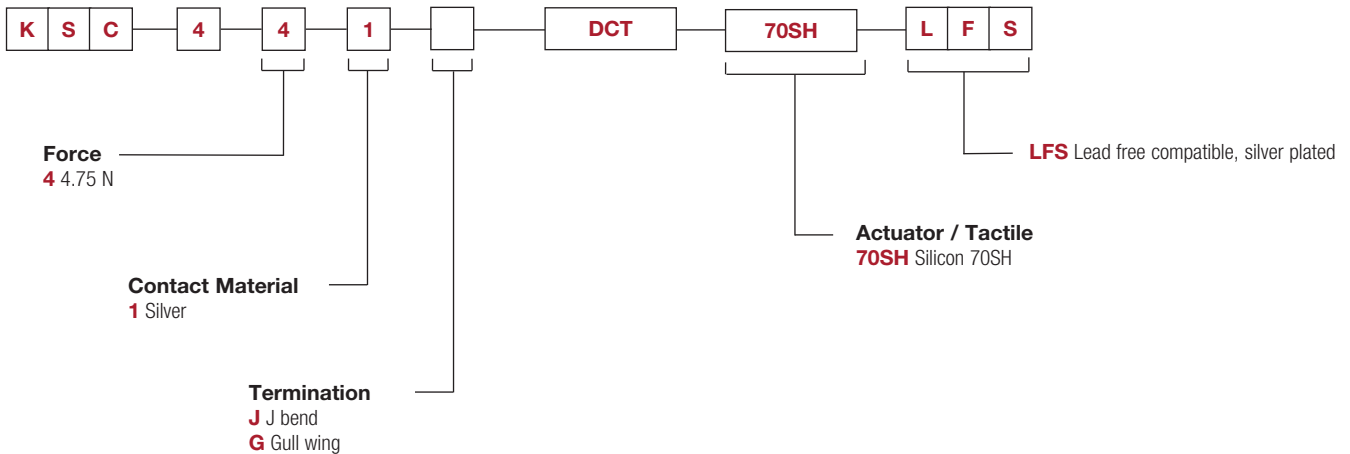 K S C 4 4 1 DCT 70SH L F S
Force
4 4.75 N
LFS Lead free compatible, silver plated
Actuator / Tactile
70SH Silicon 70SH
Contact Material
1 Silver
Termination
J J bend
G Gull wing